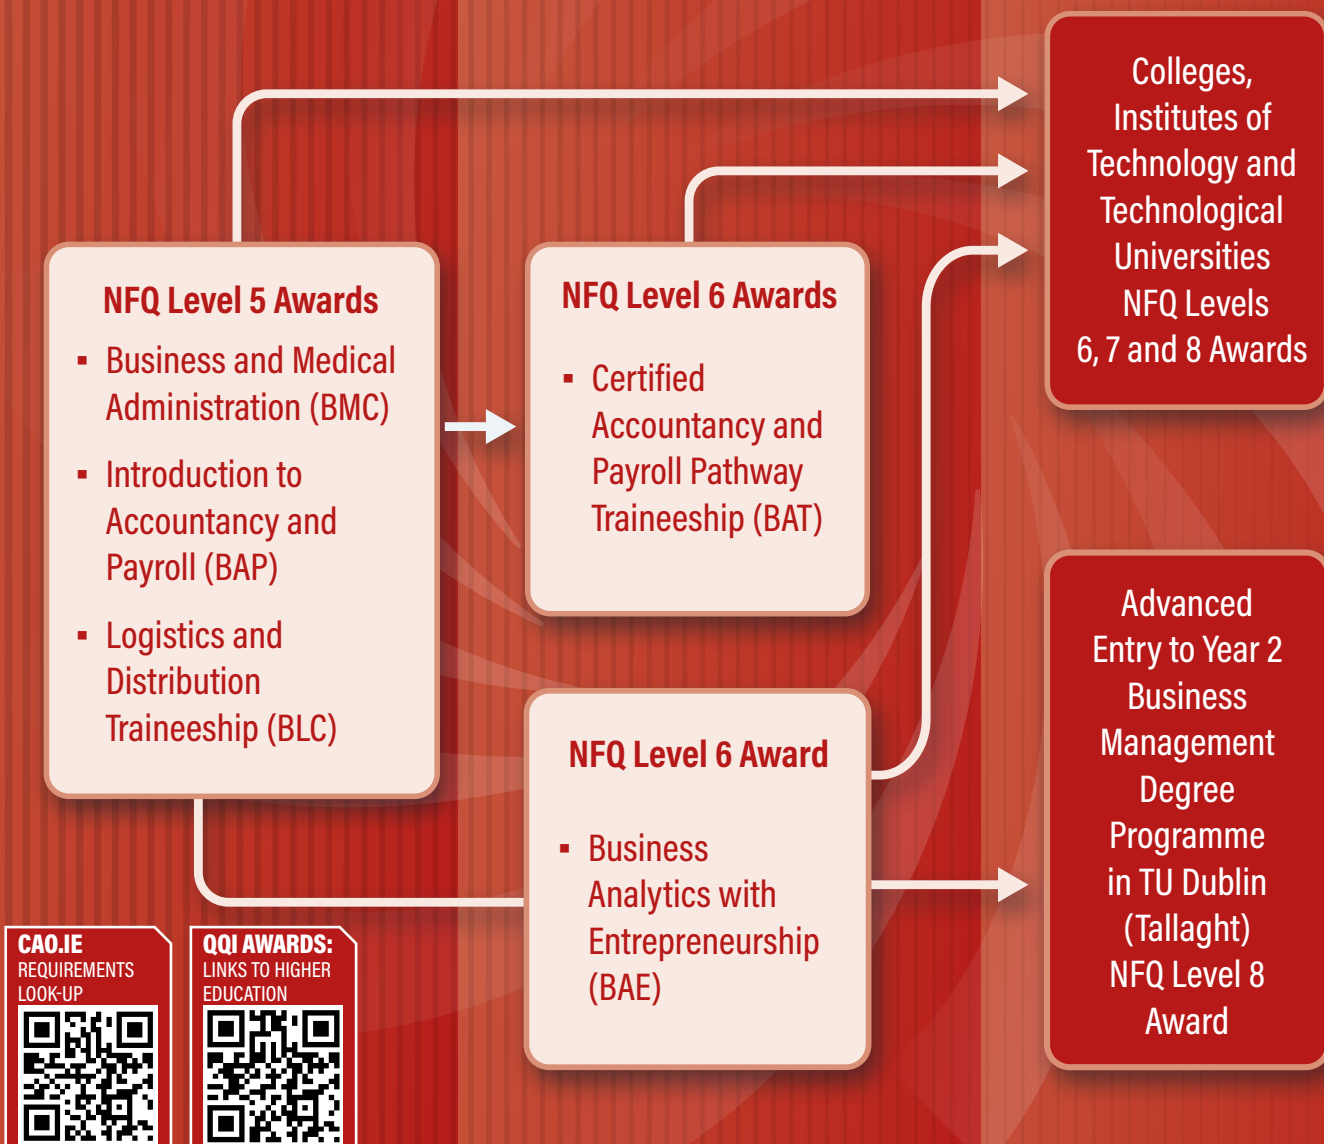 NFQ Level 5 Awards
▪ Business and Medical
Administration (BMC)
▪ Introduction to
Accountancy and
Payroll (BAP)
▪ Logistics and
Distribution
Traineeship (BLC)
NFQ Level 6 Awards
▪ Certified
Accountancy and
Payroll Pathway
Traineeship (BAT)
NFQ Level 6 Award
▪ Business
Analytics with
Entrepreneurship
(BAE)
Colleges,
Institutes of
Technology and
Technological
Universities
NFQ Levels
6, 7 and 8 Awards
Advanced
Entry to Year 2
Business
Management
Degree
Programme
in TU Dublin
(Tallaght)
NFQ Level 8
Award
CAO.IE
REQUIREMENTS
LOOK-UP
QQI AWARDS:
LINKS TO HIGHER
EDUCATION